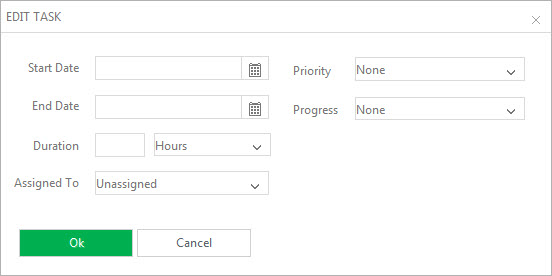 EDIT TASK
Start Date
Priority None
End Date
Progress None
Duration Hours
Assigned To Unassigned
Ok Cancel